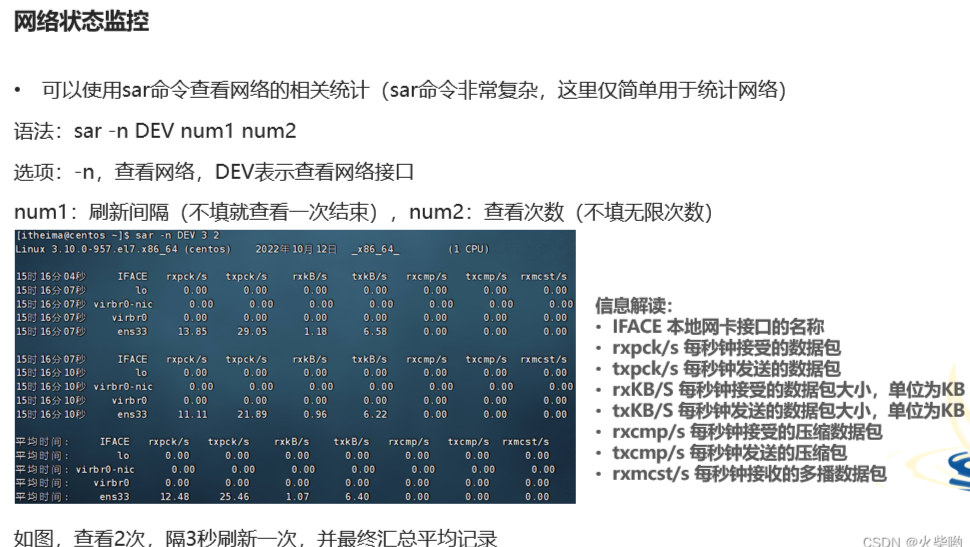 网络状态监控
• 可以使用sar命令查看网络的相关统计（sar命令非常复杂，这里仅简单用于统计网络）
语法：sar -n DEV num1 num2
选项：-n，查看网络，DEV表示查看网络接口
num1：刷新间隔（不填就查看一次结束），num2：查看次数（不填无限次数）
[itheima@centos ~]$ sar -n DEV 3 2
Linux 3.10.0-957.el7.x86_64 (centos) 2022年10月12日 _x86_64_ (1 CPU)
15时16分04秒 IFACE rxpck/s txpck/s rxkB/s txkB/s rxcmp/s txcmp/s rxmcst/s
15时16分07秒 lo 0.00 0.00 0.00 0.00 0.00 0.00 0.00
15时16分07秒 virbr0-nic 0.00 0.00 0.00 0.00 0.00 0.00 0.00
15时16分07秒 virbr0 0.00 0.00 0.00 0.00 0.00 0.00 0.00
15时16分07秒 ens33 13.85 29.05 1.18 6.58 0.00 0.00 0.00
15时16分07秒 IFACE rxpck/s txpck/s rxkB/s txkB/s rxcmp/s txcmp/s rxmcst/s
15时16分10秒 lo 0.00 0.00 0.00 0.00 0.00 0.00 0.00
15时16分10秒 virbr0-nic 0.00 0.00 0.00 0.00 0.00 0.00 0.00
15时16分10秒 virbr0 0.00 0.00 0.00 0.00 0.00 0.00 0.00
15时16分10秒 ens33 11.11 21.89 0.96 6.22 0.00 0.00 0.00
平均时间： IFACE rxpck/s txpck/s rxkB/s txkB/s rxcmp/s txcmp/s rxmcst/s
平均时间： lo 0.00 0.00 0.00 0.00 0.00 0.00 0.00
平均时间：virbr0-nic 0.00 0.00 0.00 0.00 0.00 0.00 0.00
平均时间： virbr0 0.00 0.00 0.00 0.00 0.00 0.00 0.00
平均时间： ens33 12.48 25.46 1.07 6.40 0.00 0.00 0.00
信息解读：
• IFACE 本地网卡接口的名称
• rxpck/s 每秒钟接受的数据包
• txpck/s 每秒钟发送的数据包
• rxKB/S 每秒钟接受的数据包大小，单位为KB
• txKB/S 每秒钟发送的数据包大小，单位为KB
• rxcmp/s 每秒钟接受的压缩数据包
• txcmp/s 每秒钟发送的压缩包
• rxmcst/s 每秒钟接收的多播数据包
如图，查看2次，隔3秒刷新一次，并最终汇总平均记录
CSDN @火柴哟